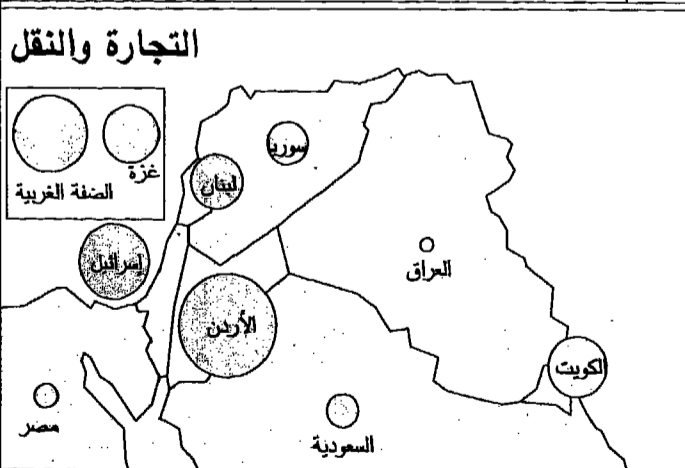 التجارة والنقل
سوريا
غزة
الضفة الغربية
لبنان
إسرائيل
العراق
الأردن
الكويت
مصر
السعودية